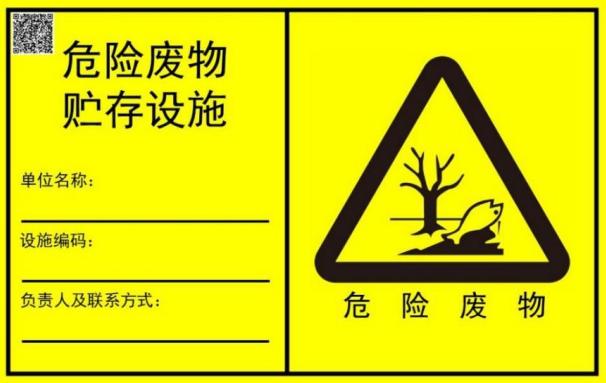 危险废物
贮存设施
单位名称：
设施编码：
负责人及联系方式：
危险废物